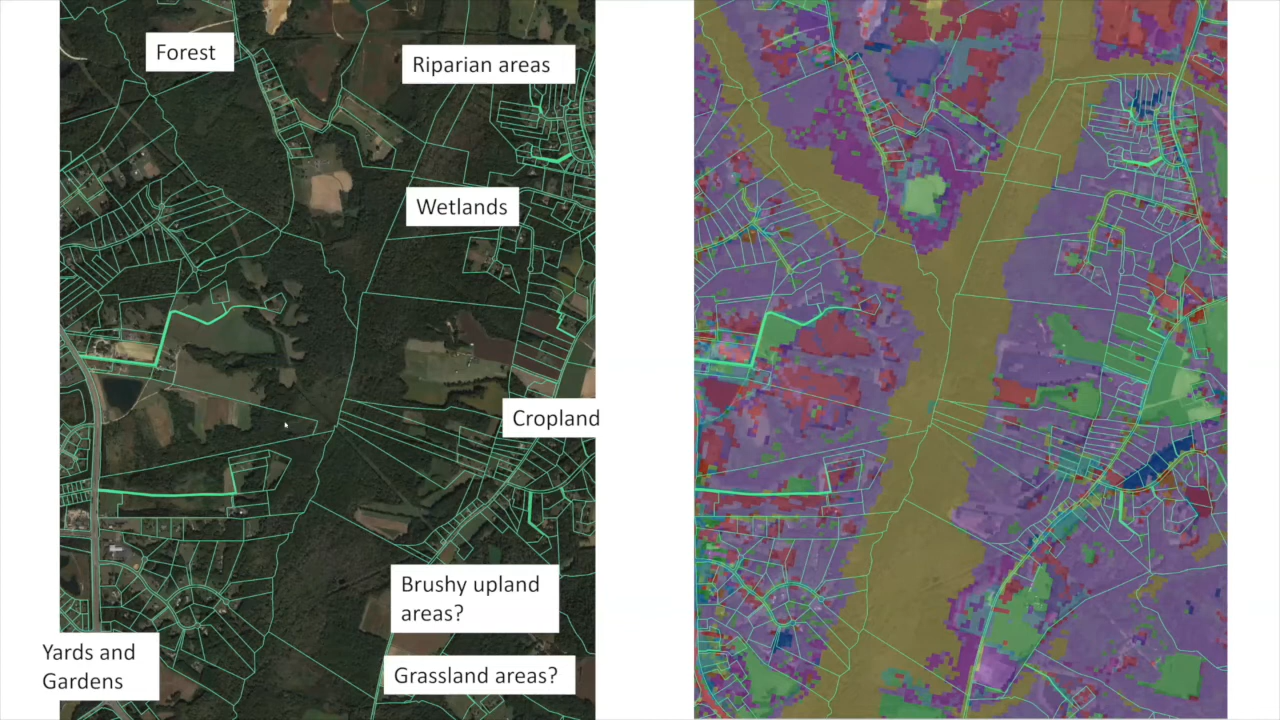 Forest
Riparian areas
Wetlands
Cropland
Brushy upland
areas?
Yards and
Gardens
Grassland areas?